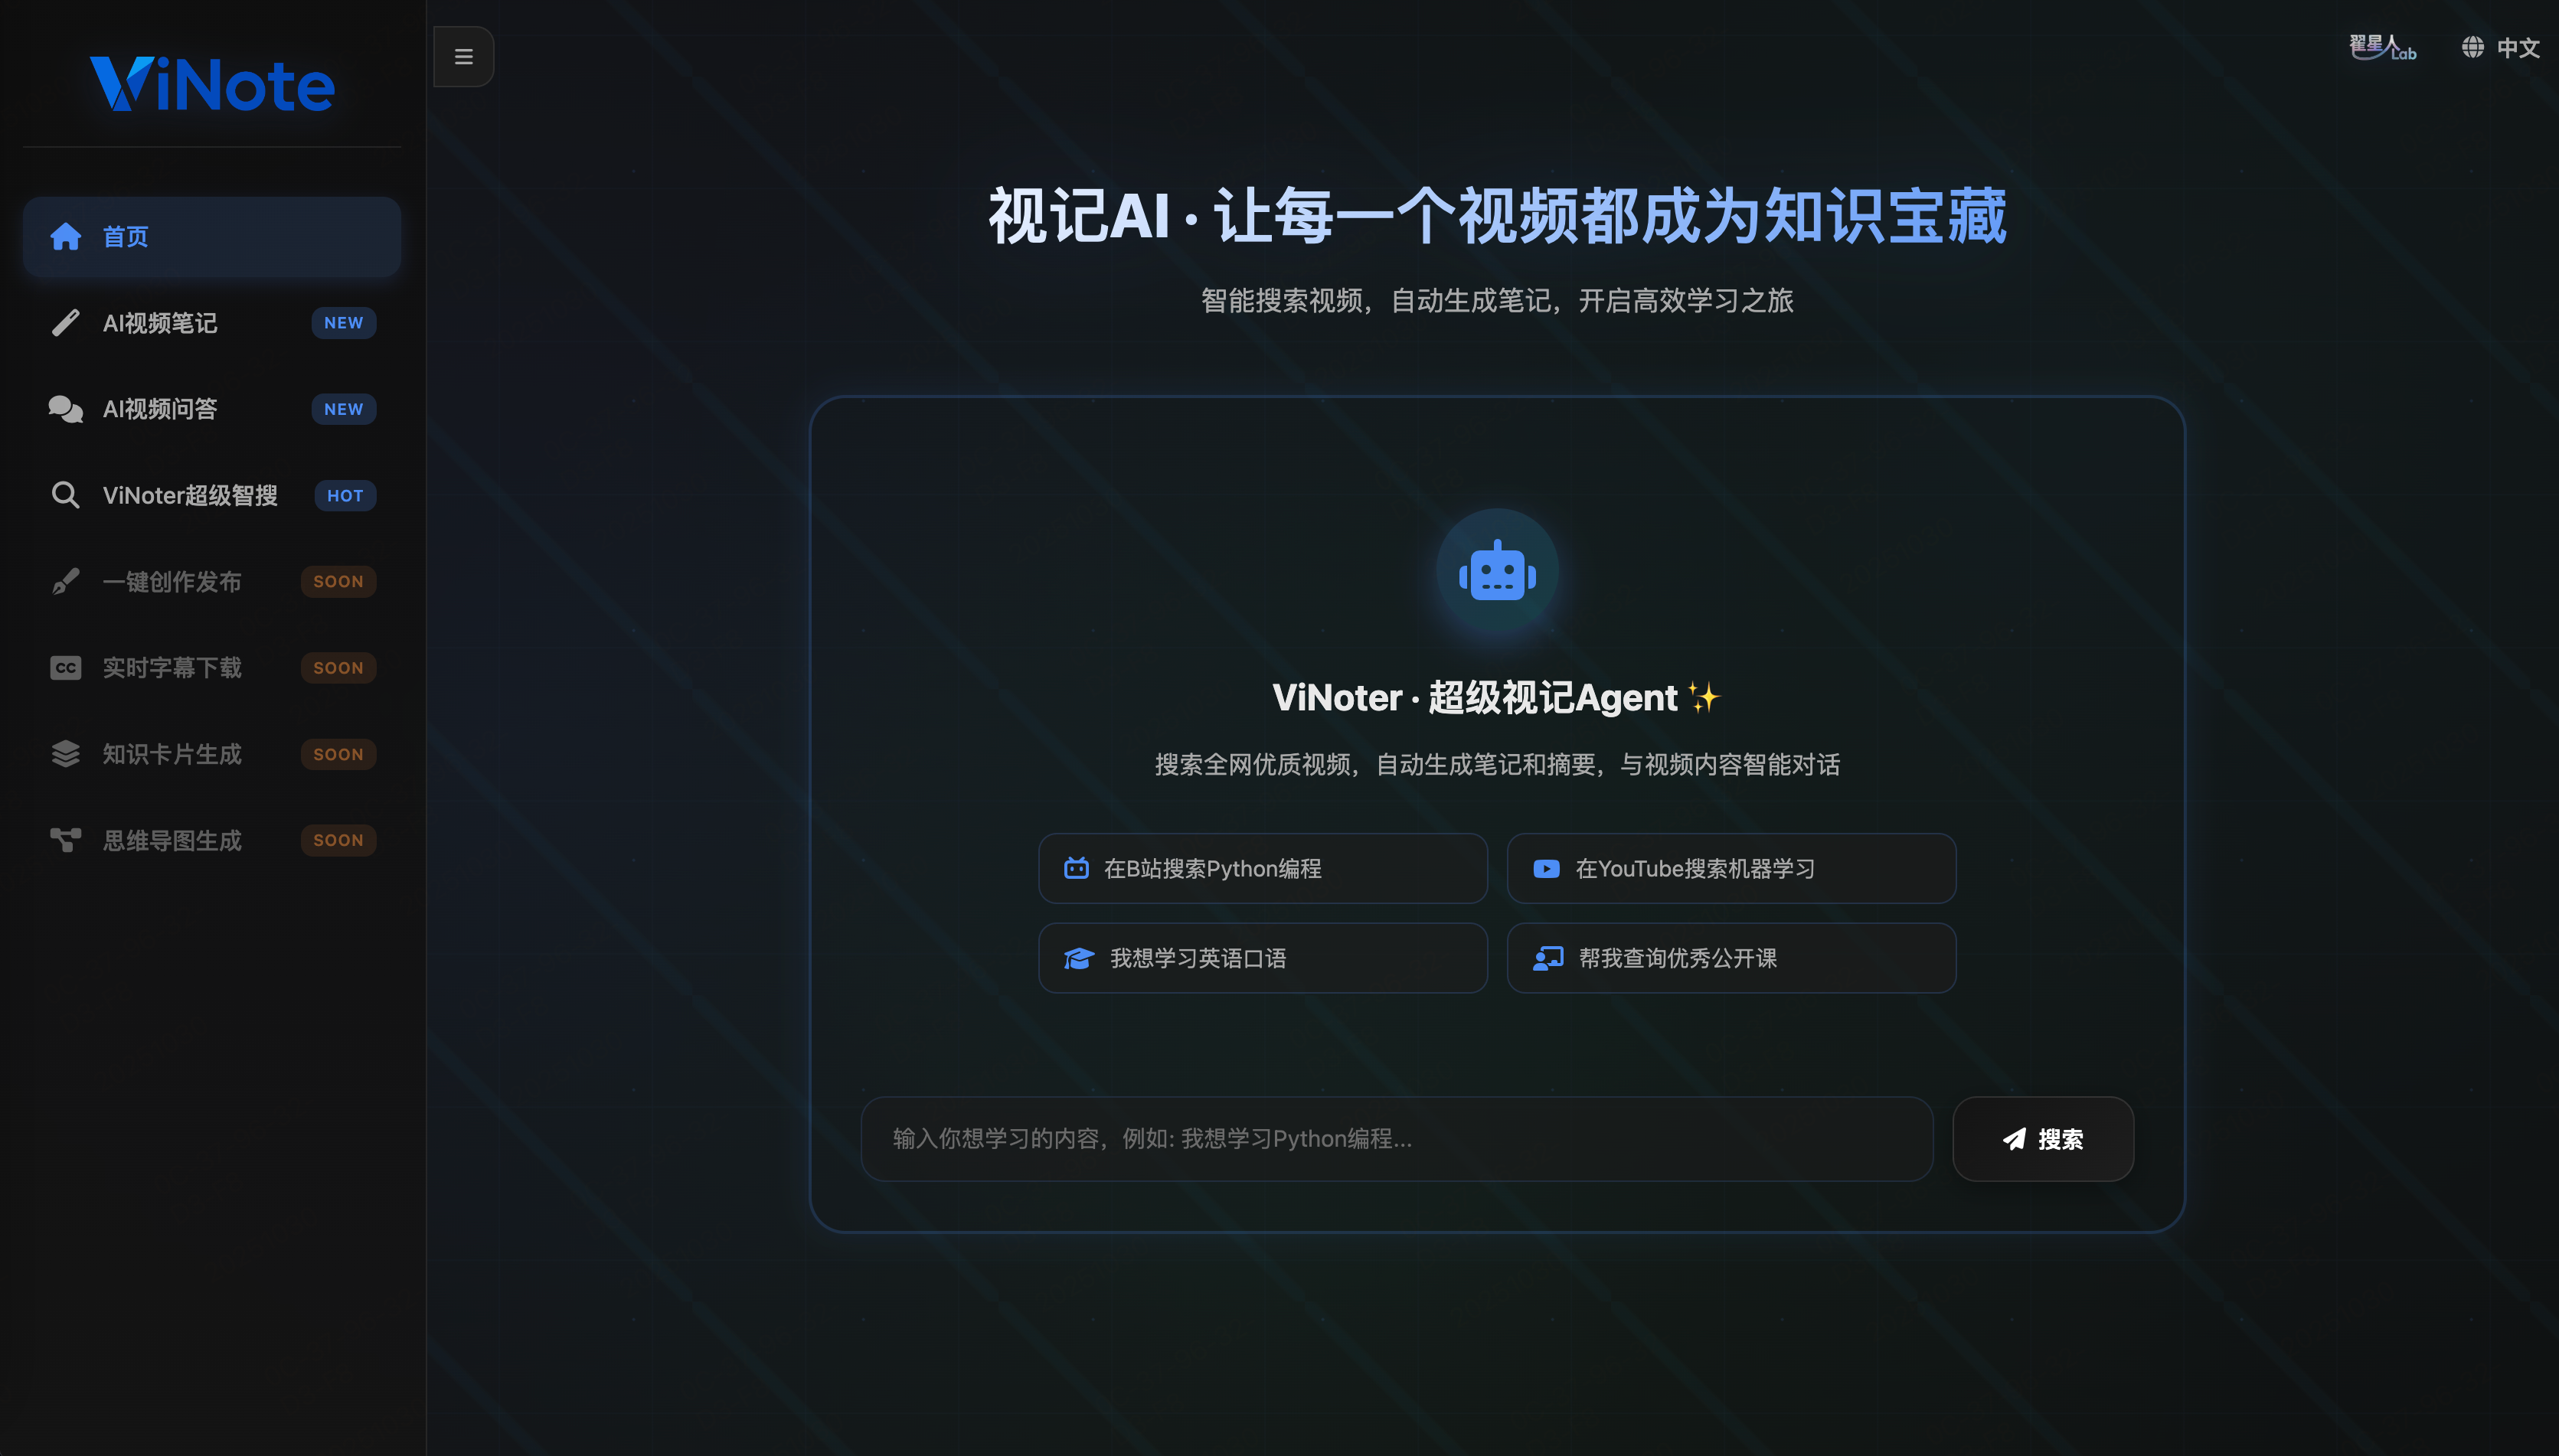 ViNote
首页
AI视频笔记 NEW
AI视频问答 NEW
ViNoter超级智搜 HOT
一键创作发布 SOON
CC 实时字幕下载 SOON
知识卡片生成 SOON
思维导图生成 SOON
翟星人Lab
中文
视记AI · 让每一个视频都成为知识宝藏
智能搜索视频，自动生成笔记，开启高效学习之旅
ViNoter · 超级视记Agent ✨
搜索全网优质视频，自动生成笔记和摘要，与视频内容智能对话
在B站搜索Python编程
在YouTube搜索机器学习
我想学习英语口语
帮我查询优秀公开课
输入你想学习的内容，例如: 我想学习Python编程...
搜索